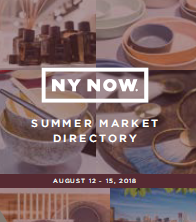 NY NOW.
SUMMER MARKET
DIRECTORY
AUGUST 12 - 15, 2018